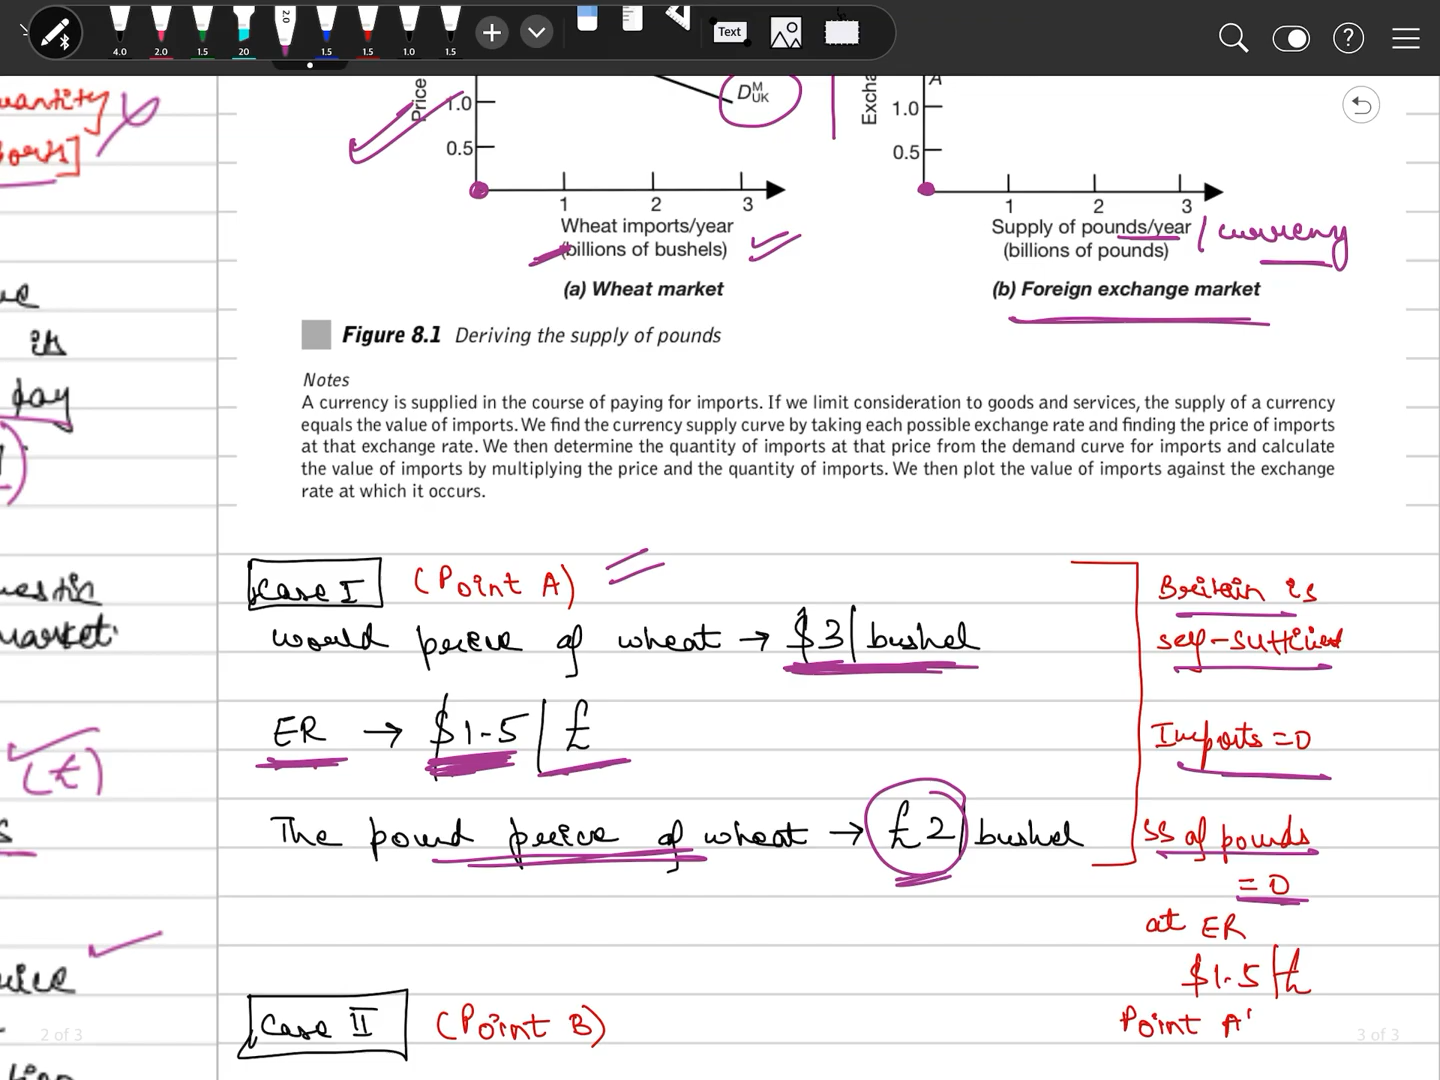 4.0 2.0 1.5 20 2.0 1.5 1.5 1.0 1.5
Text
uantity
Price
1.0
D^M_UK
0.5
1 2 3
Wheat imports/year
(billions of bushels)
(a) Wheat market
Excha
A
1.0
0.5
1 2 3
Supply of pounds/year / currency
(billions of pounds)
(b) Foreign exchange market
Figure 8.1 Deriving the supply of pounds
Notes
A currency is supplied in the course of paying for imports. If we limit consideration to goods and services, the supply of a currency
equals the value of imports. We find the currency supply curve by taking each possible exchange rate and finding the price of imports
at that exchange rate. We then determine the quantity of imports at that price from the demand curve for imports and calculate
the value of imports by multiplying the price and the quantity of imports. We then plot the value of imports against the exchange
rate at which it occurs.
is
pay
mestic
market
(£)
2 of 3
Case I (Point A)
world price of wheat → $3/bushel
ER → $1.5/£
The pound price of wheat → £2/bushel
Britain is
self-sufficient
Imports = 0
SS of pounds
= 0
at ER
$1.5/£
Point A'
Case II (Point B)
3 of 3